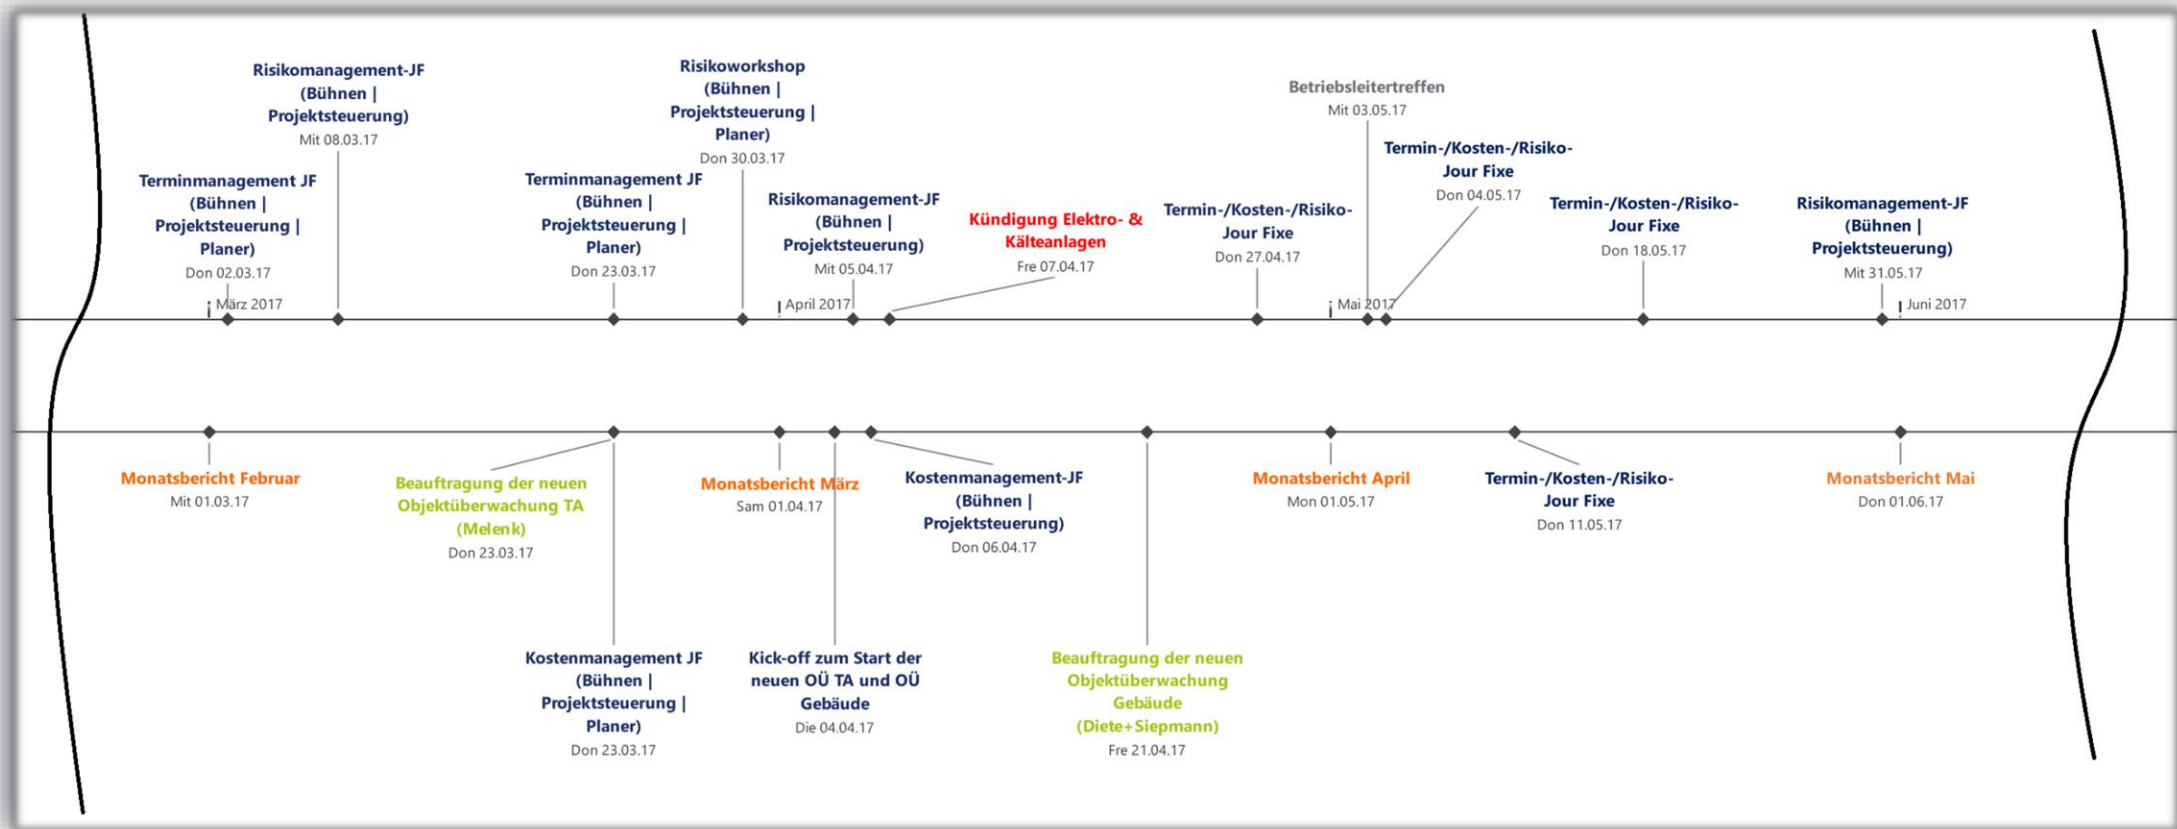 Risikomanagement-JF
(Bühnen |
Projektsteuerung)
Mit 08.03.17
Risikoworkshop
(Bühnen |
Projektsteuerung |
Planer)
Don 30.03.17
Betriebsleitertreffen
Mit 03.05.17
Terminmanagement JF
(Bühnen |
Projektsteuerung |
Planer)
Don 02.03.17
Terminmanagement JF
(Bühnen |
Projektsteuerung |
Planer)
Don 23.03.17
Risikomanagement-JF
(Bühnen |
Projektsteuerung)
Mit 05.04.17
Kündigung Elektro- &
Kälteanlagen
Fre 07.04.17
Termin-/Kosten-/Risiko-
Jour Fixe
Don 27.04.17
Termin-/Kosten-/Risiko-
Jour Fixe
Don 04.05.17
Termin-/Kosten-/Risiko-
Jour Fixe
Don 18.05.17
Risikomanagement-JF
(Bühnen |
Projektsteuerung)
Mit 31.05.17
März 2017
April 2017
Mai 2017
Juni 2017
Monatsbericht Februar
Mit 01.03.17
Beauftragung der neuen
Objektüberwachung TA
(Melenk)
Don 23.03.17
Monatsbericht März
Sam 01.04.17
Kostenmanagement-JF
(Bühnen |
Projektsteuerung)
Don 06.04.17
Monatsbericht April
Mon 01.05.17
Termin-/Kosten-/Risiko-
Jour Fixe
Don 11.05.17
Monatsbericht Mai
Don 01.06.17
Kostenmanagement JF
(Bühnen |
Projektsteuerung |
Planer)
Don 23.03.17
Kick-off zum Start der
neuen OÜ TA und OÜ
Gebäude
Die 04.04.17
Beauftragung der neuen
Objektüberwachung
Gebäude
(Diete+Siepmann)
Fre 21.04.17